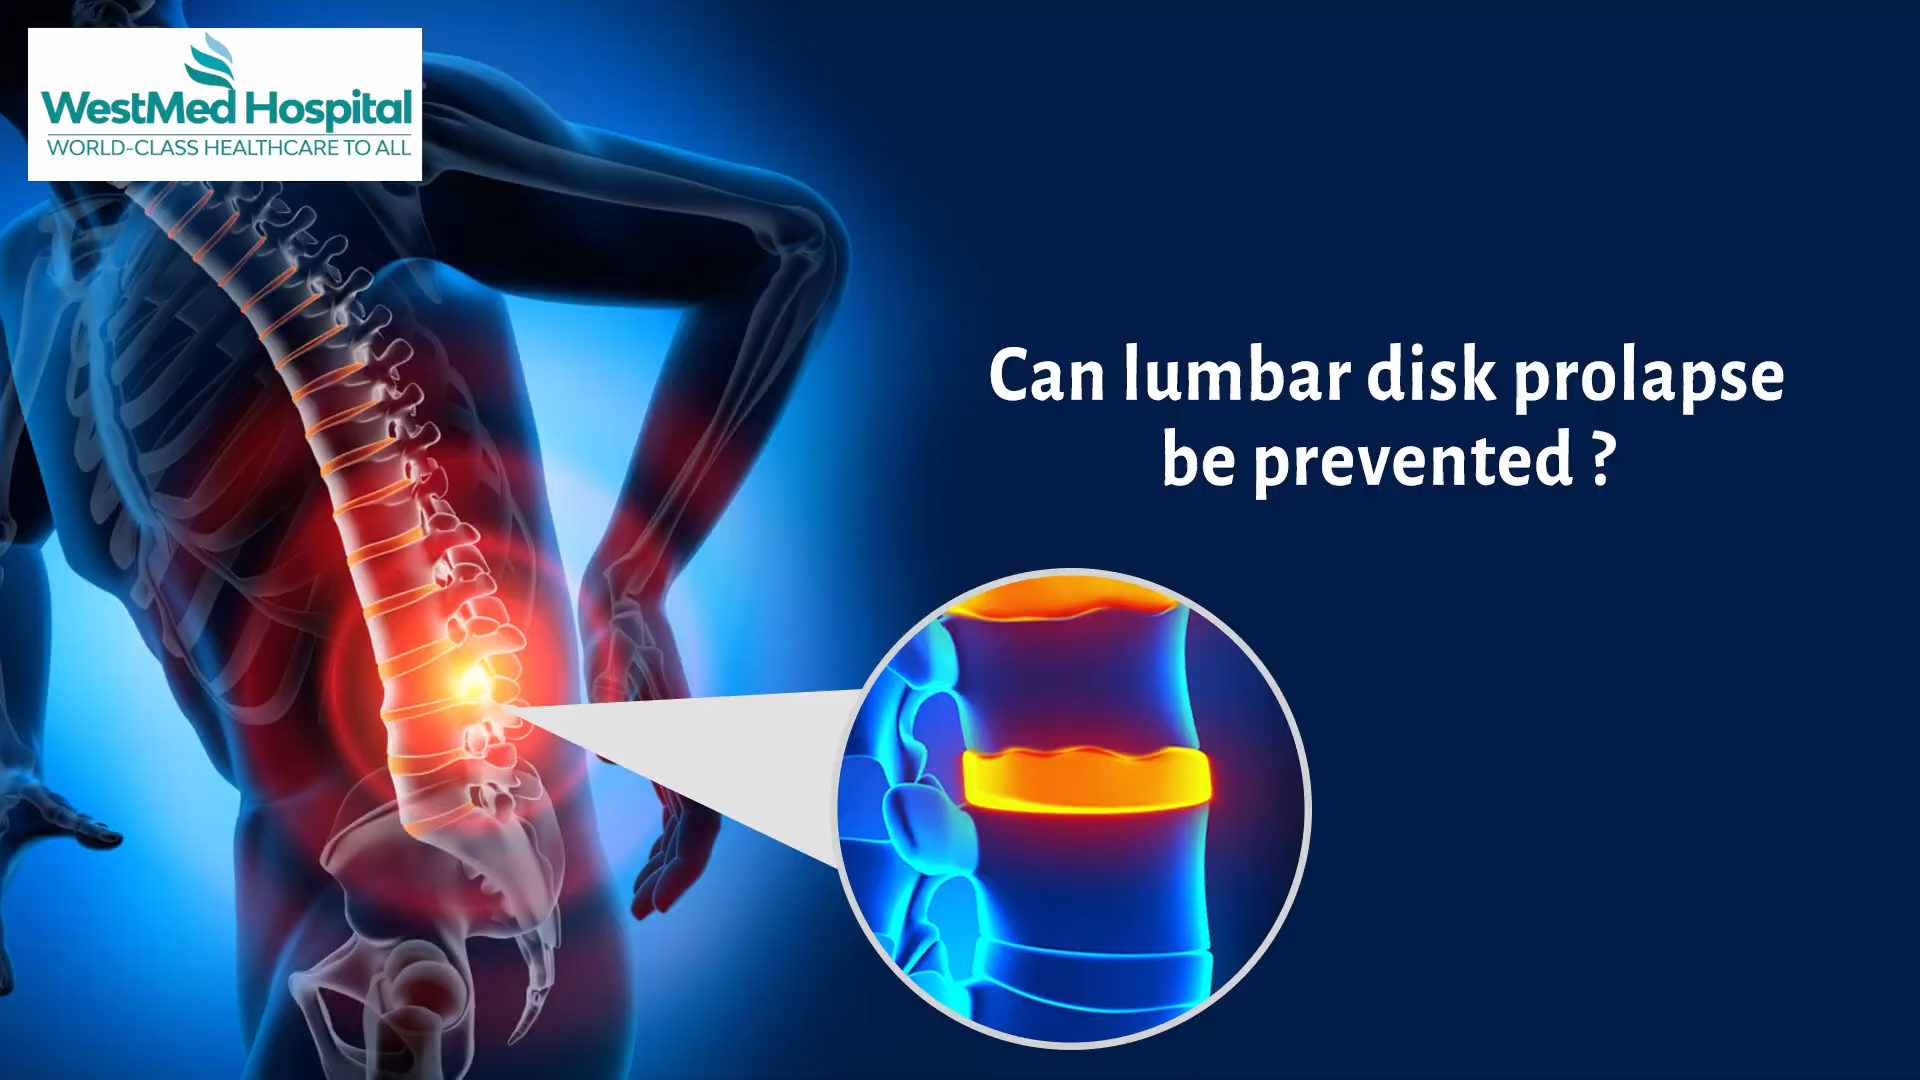 WestMed Hospital
WORLD-CLASS HEALTHCARE TO ALL
Can lumbar disk prolapse
be prevented ?